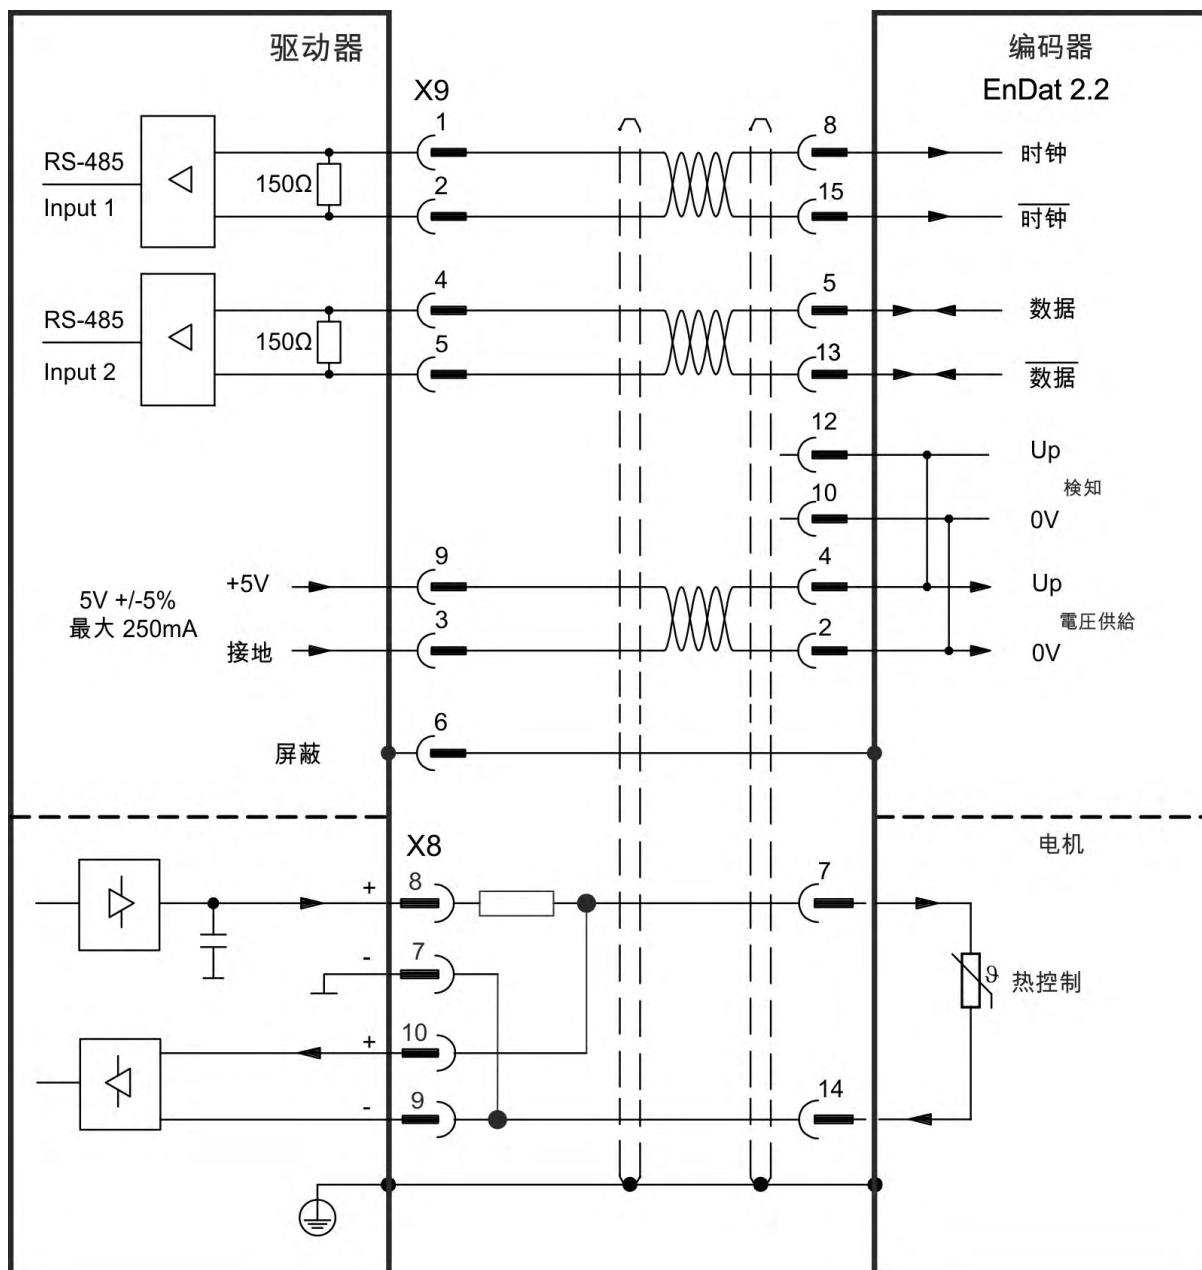 驱动器
编码器
EnDat 2.2
X9
1
8
RS-485
150Ω
时钟
Input 1
2
15
时钟
4
5
RS-485
150Ω
数据
Input 2
5
13
数据
12
Up
検知
10
0V
9
4
+5V
Up
5V +/-5%
最大 250mA
3
2
電圧供給
接地
0V
6
屏蔽
X8
电机
+
8
7
-
7
ϑ
热控制
+
10
-
9
14